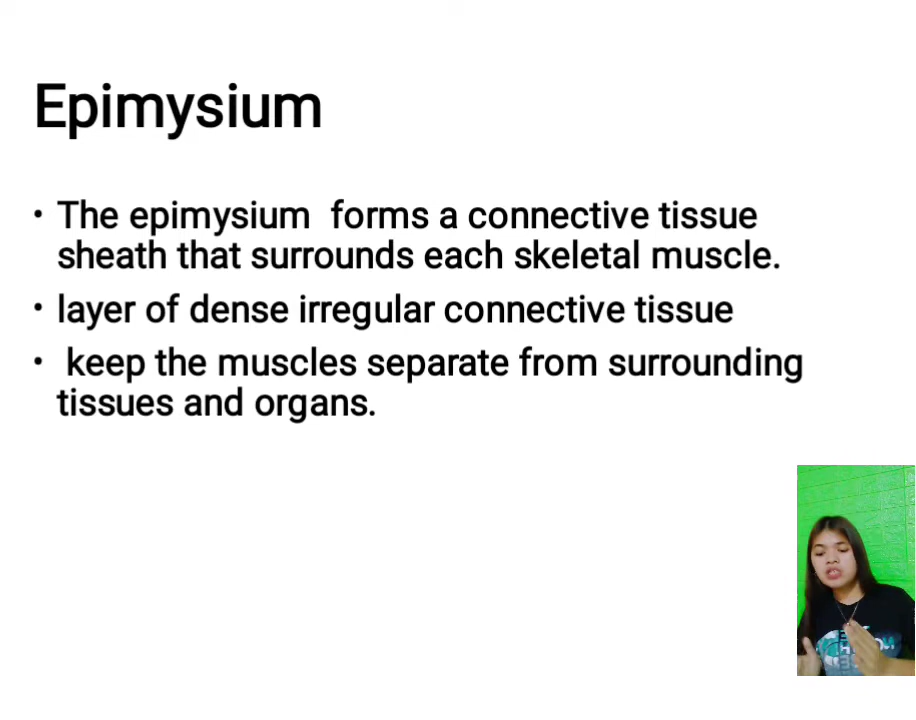 Epimysium
• The epimysium  forms a connective tissue
sheath that surrounds each skeletal muscle.
• layer of dense irregular connective tissue
•  keep the muscles separate from surrounding
tissues and organs.